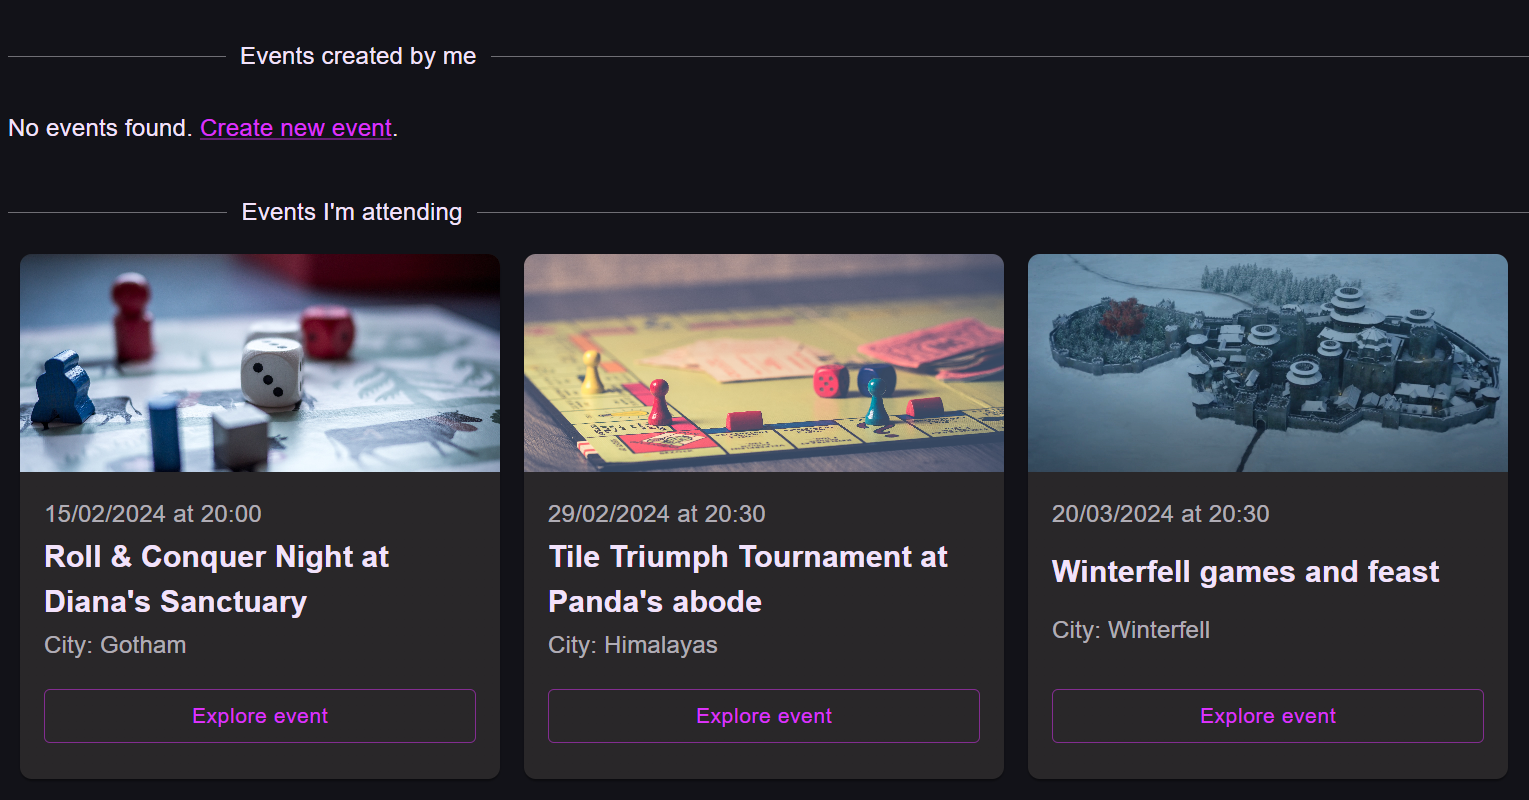 Events created by me
No events found. Create new event.
Events I'm attending
15/02/2024 at 20:00
Roll & Conquer Night at
Diana's Sanctuary
City: Gotham
Explore event
29/02/2024 at 20:30
Tile Triumph Tournament at
Panda's abode
City: Himalayas
Explore event
20/03/2024 at 20:30
Winterfell games and feast
City: Winterfell
Explore event